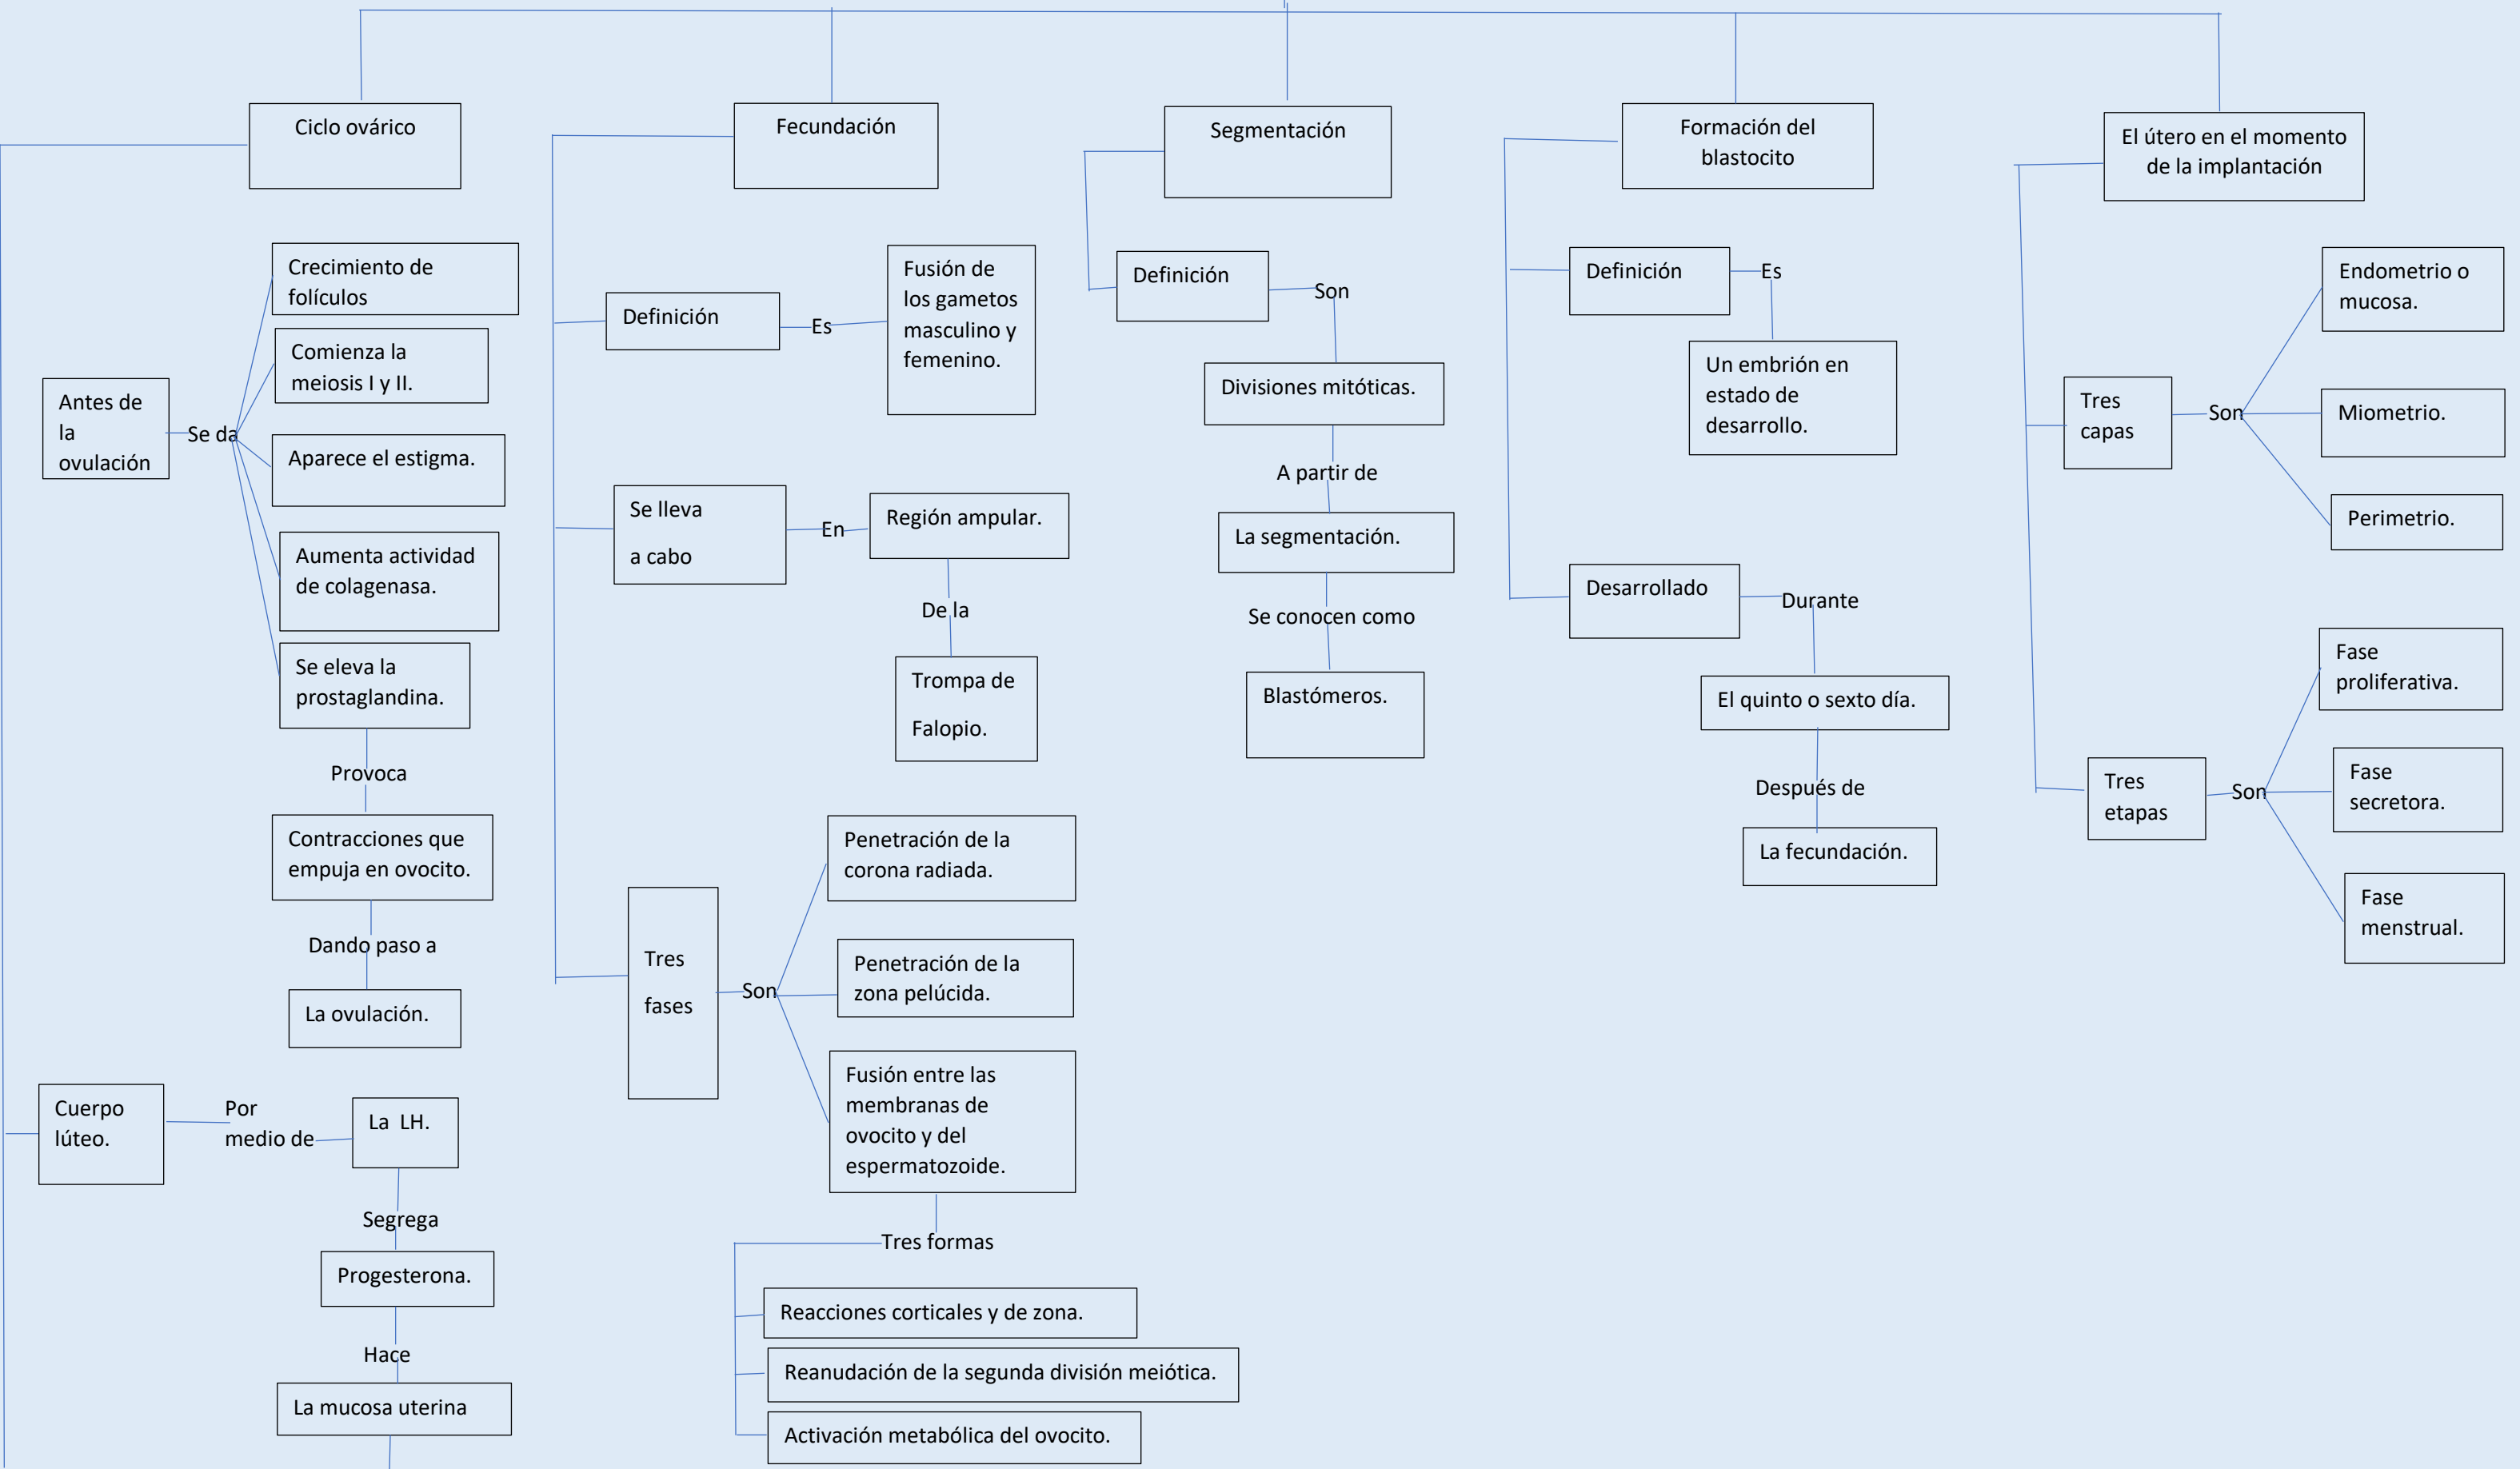 Ciclo ovárico
Antes de
la
ovulación
Se da
Crecimiento de
folículos
Comienza la
meiosis I y II.
Aparece el estigma.
Aumenta actividad
de colagenasa.
Se eleva la
prostaglandina.
Provoca
Contracciones que
empuja en ovocito.
Dando paso a
La ovulación.
Cuerpo
lúteo.
Por
medio de
La LH.
Segrega
Progesterona.
Hace
La mucosa uterina
Fecundación
Definición
Es
Fusión de
los gametos
masculino y
femenino.
Se lleva
a cabo
En
Región ampular.
De la
Trompa de
Falopio.
Tres
fases
Son
Penetración de la
corona radiada.
Penetración de la
zona pelúcida.
Fusión entre las
membranas de
ovocito y del
espermatozoide.
Tres formas
Reacciones corticales y de zona.
Reanudación de la segunda división meiótica.
Activación metabólica del ovocito.
Segmentación
Definición
Son
Divisiones mitóticas.
A partir de
La segmentación.
Se conocen como
Blastómeros.
Formación del
blastocito
Definición
Es
Un embrión en
estado de
desarrollo.
Desarrollado
Durante
El quinto o sexto día.
Después de
La fecundación.
El útero en el momento
de la implantación
Tres
capas
Son
Endometrio o
mucosa.
Miometrio.
Perimetrio.
Tres
etapas
Son
Fase
proliferativa.
Fase
secretora.
Fase
menstrual.